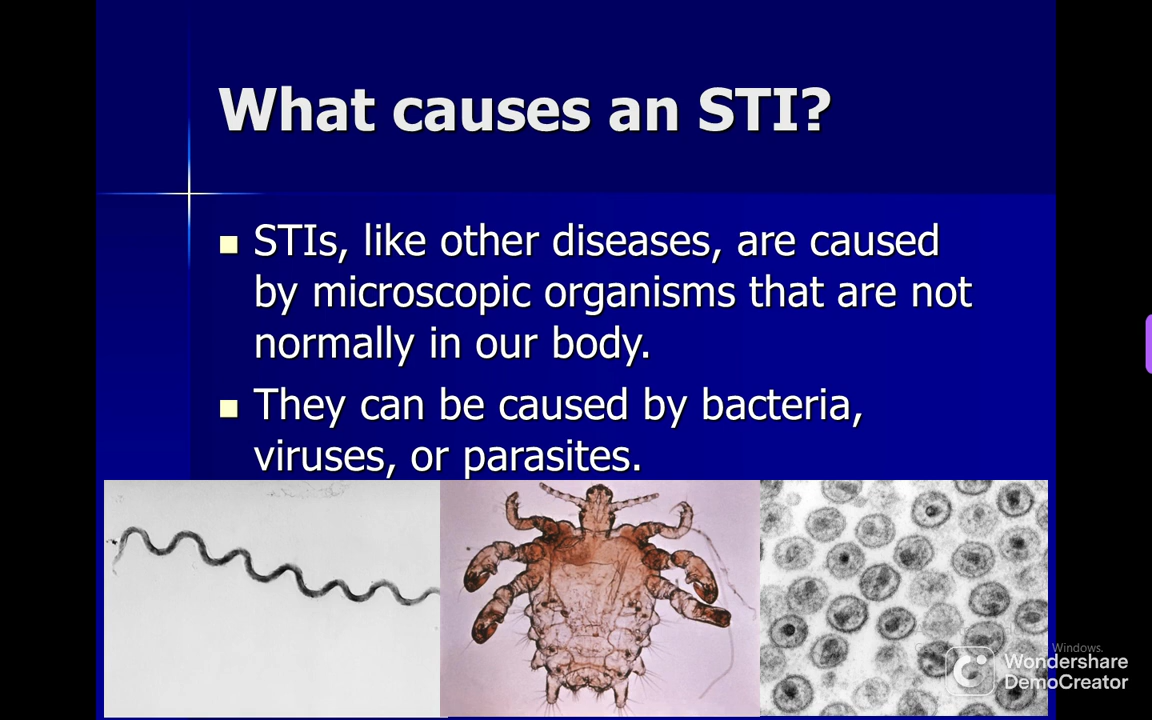 What causes an STI?
STIs, like other diseases, are caused
by microscopic organisms that are not
normally in our body.
They can be caused by bacteria,
viruses, or parasites.
Windows.
Wondershare
DemoCreator